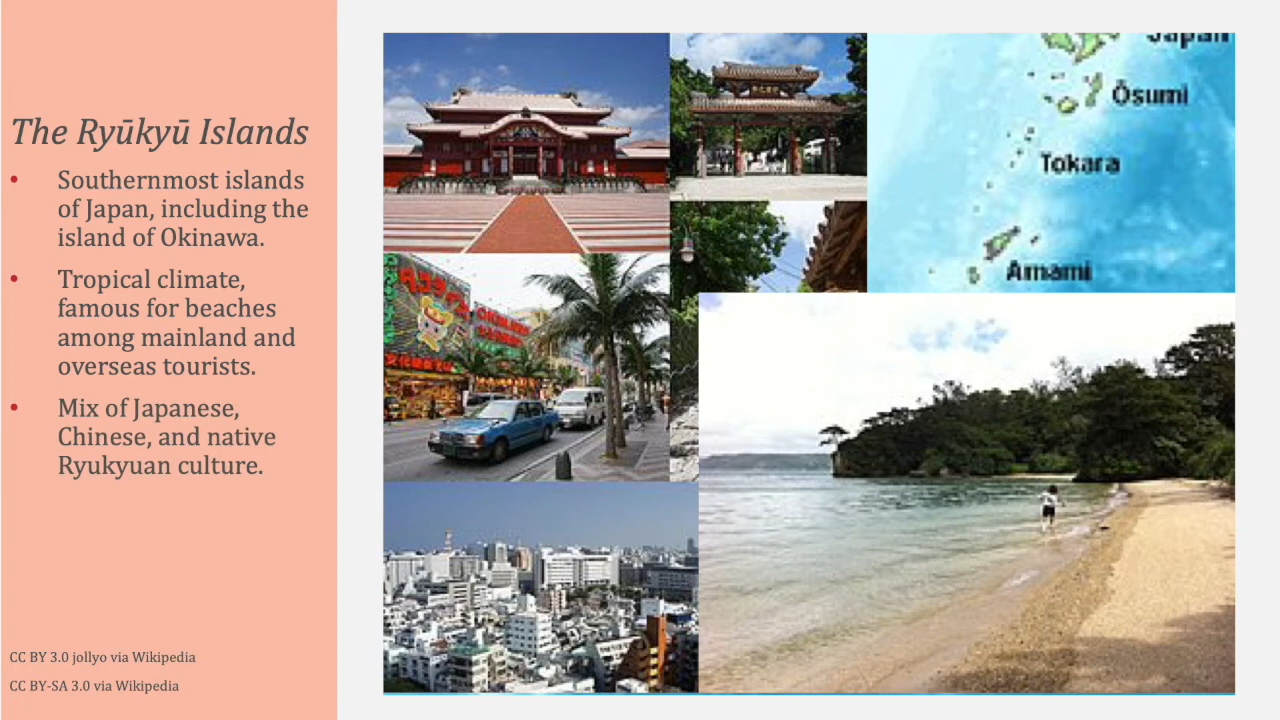 The Ryūkyū Islands
• Southernmost islands
of Japan, including the
island of Okinawa.
• Tropical climate,
famous for beaches
among mainland and
overseas tourists.
• Mix of Japanese,
Chinese, and native
Ryukyuan culture.
CC BY 3.0 jollyo via Wikipedia
CC BY-SA 3.0 via Wikipedia
Japan
Ōsumi
Tokara
Amami